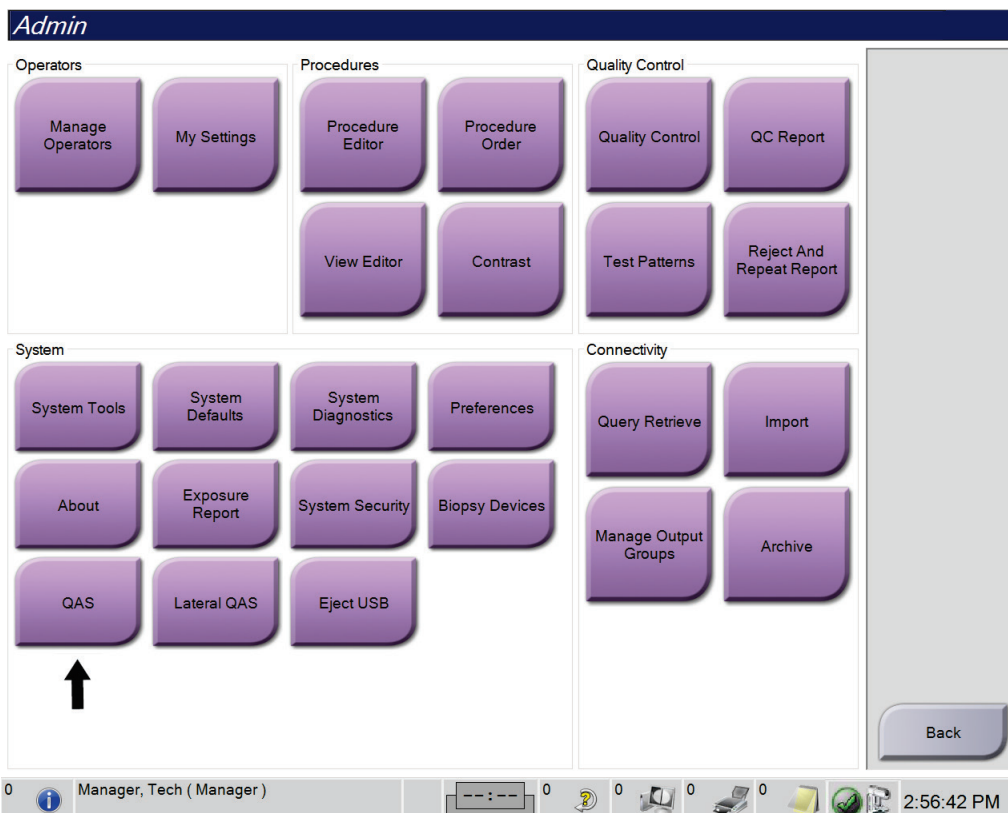 Admin
Operators
Manage
Operators
My Settings
Procedures
Procedure
Editor
Procedure
Order
View Editor
Contrast
Quality Control
Quality Control
QC Report
Test Patterns
Reject And
Repeat Report
System
System Tools
System
Defaults
System
Diagnostics
Preferences
About
Exposure
Report
System Security
Biopsy Devices
QAS
Lateral QAS
Eject USB
Connectivity
Query Retrieve
Import
Manage Output
Groups
Archive
Back
0
Manager, Tech ( Manager )
--:--
0
0
0
0
2:56:42 PM